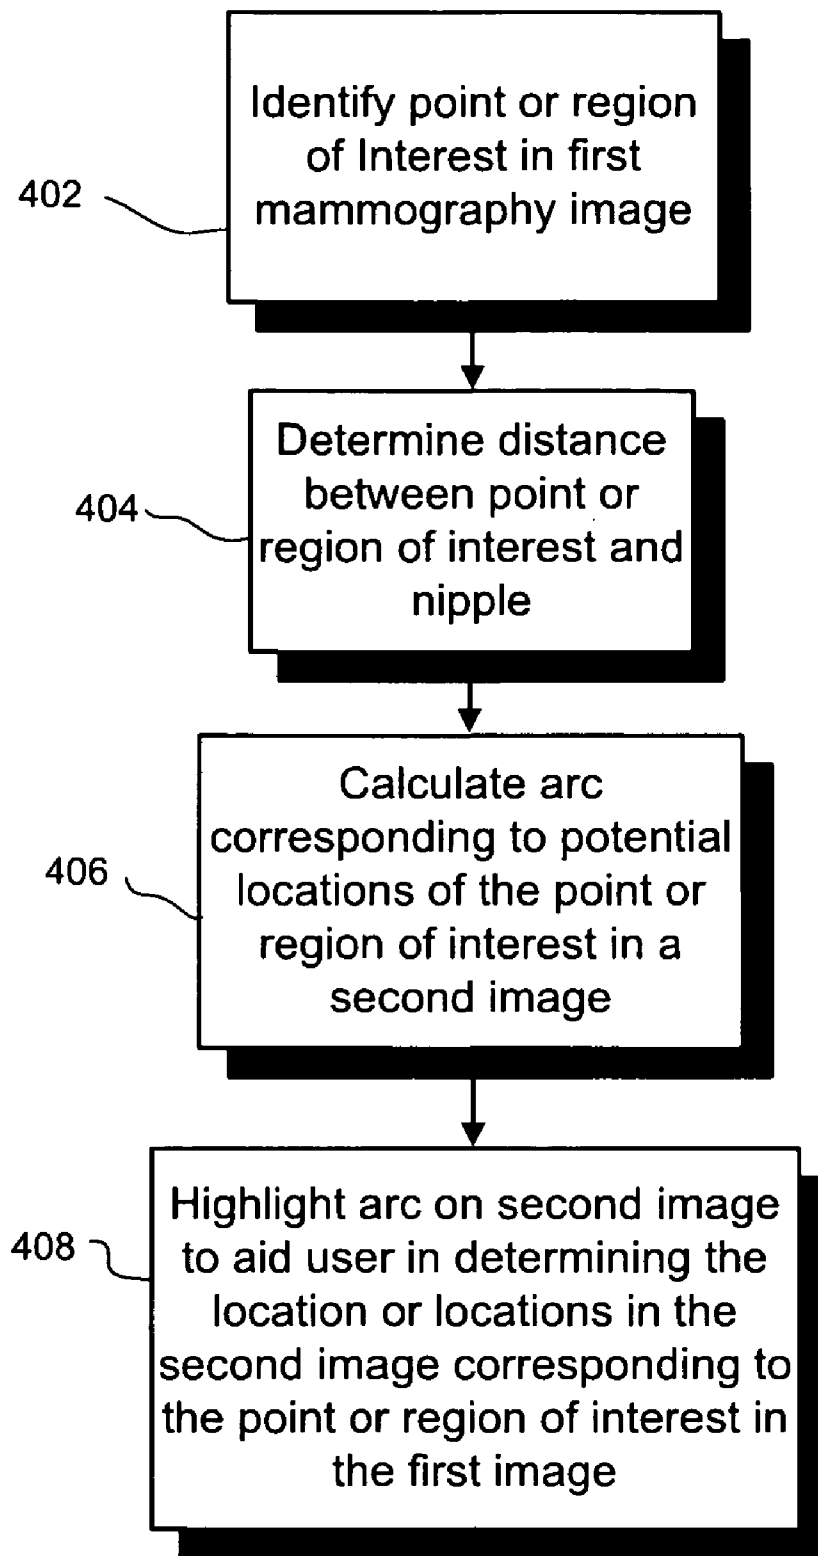 Identify point or region
of Interest in first
mammography image
402
Determine distance
between point or
region of interest and
nipple
404
Calculate arc
corresponding to potential
locations of the point or
region of interest in a
second image
406
Highlight arc on second image
to aid user in determining the
location or locations in the
second image corresponding to
the point or region of interest in
the first image
408